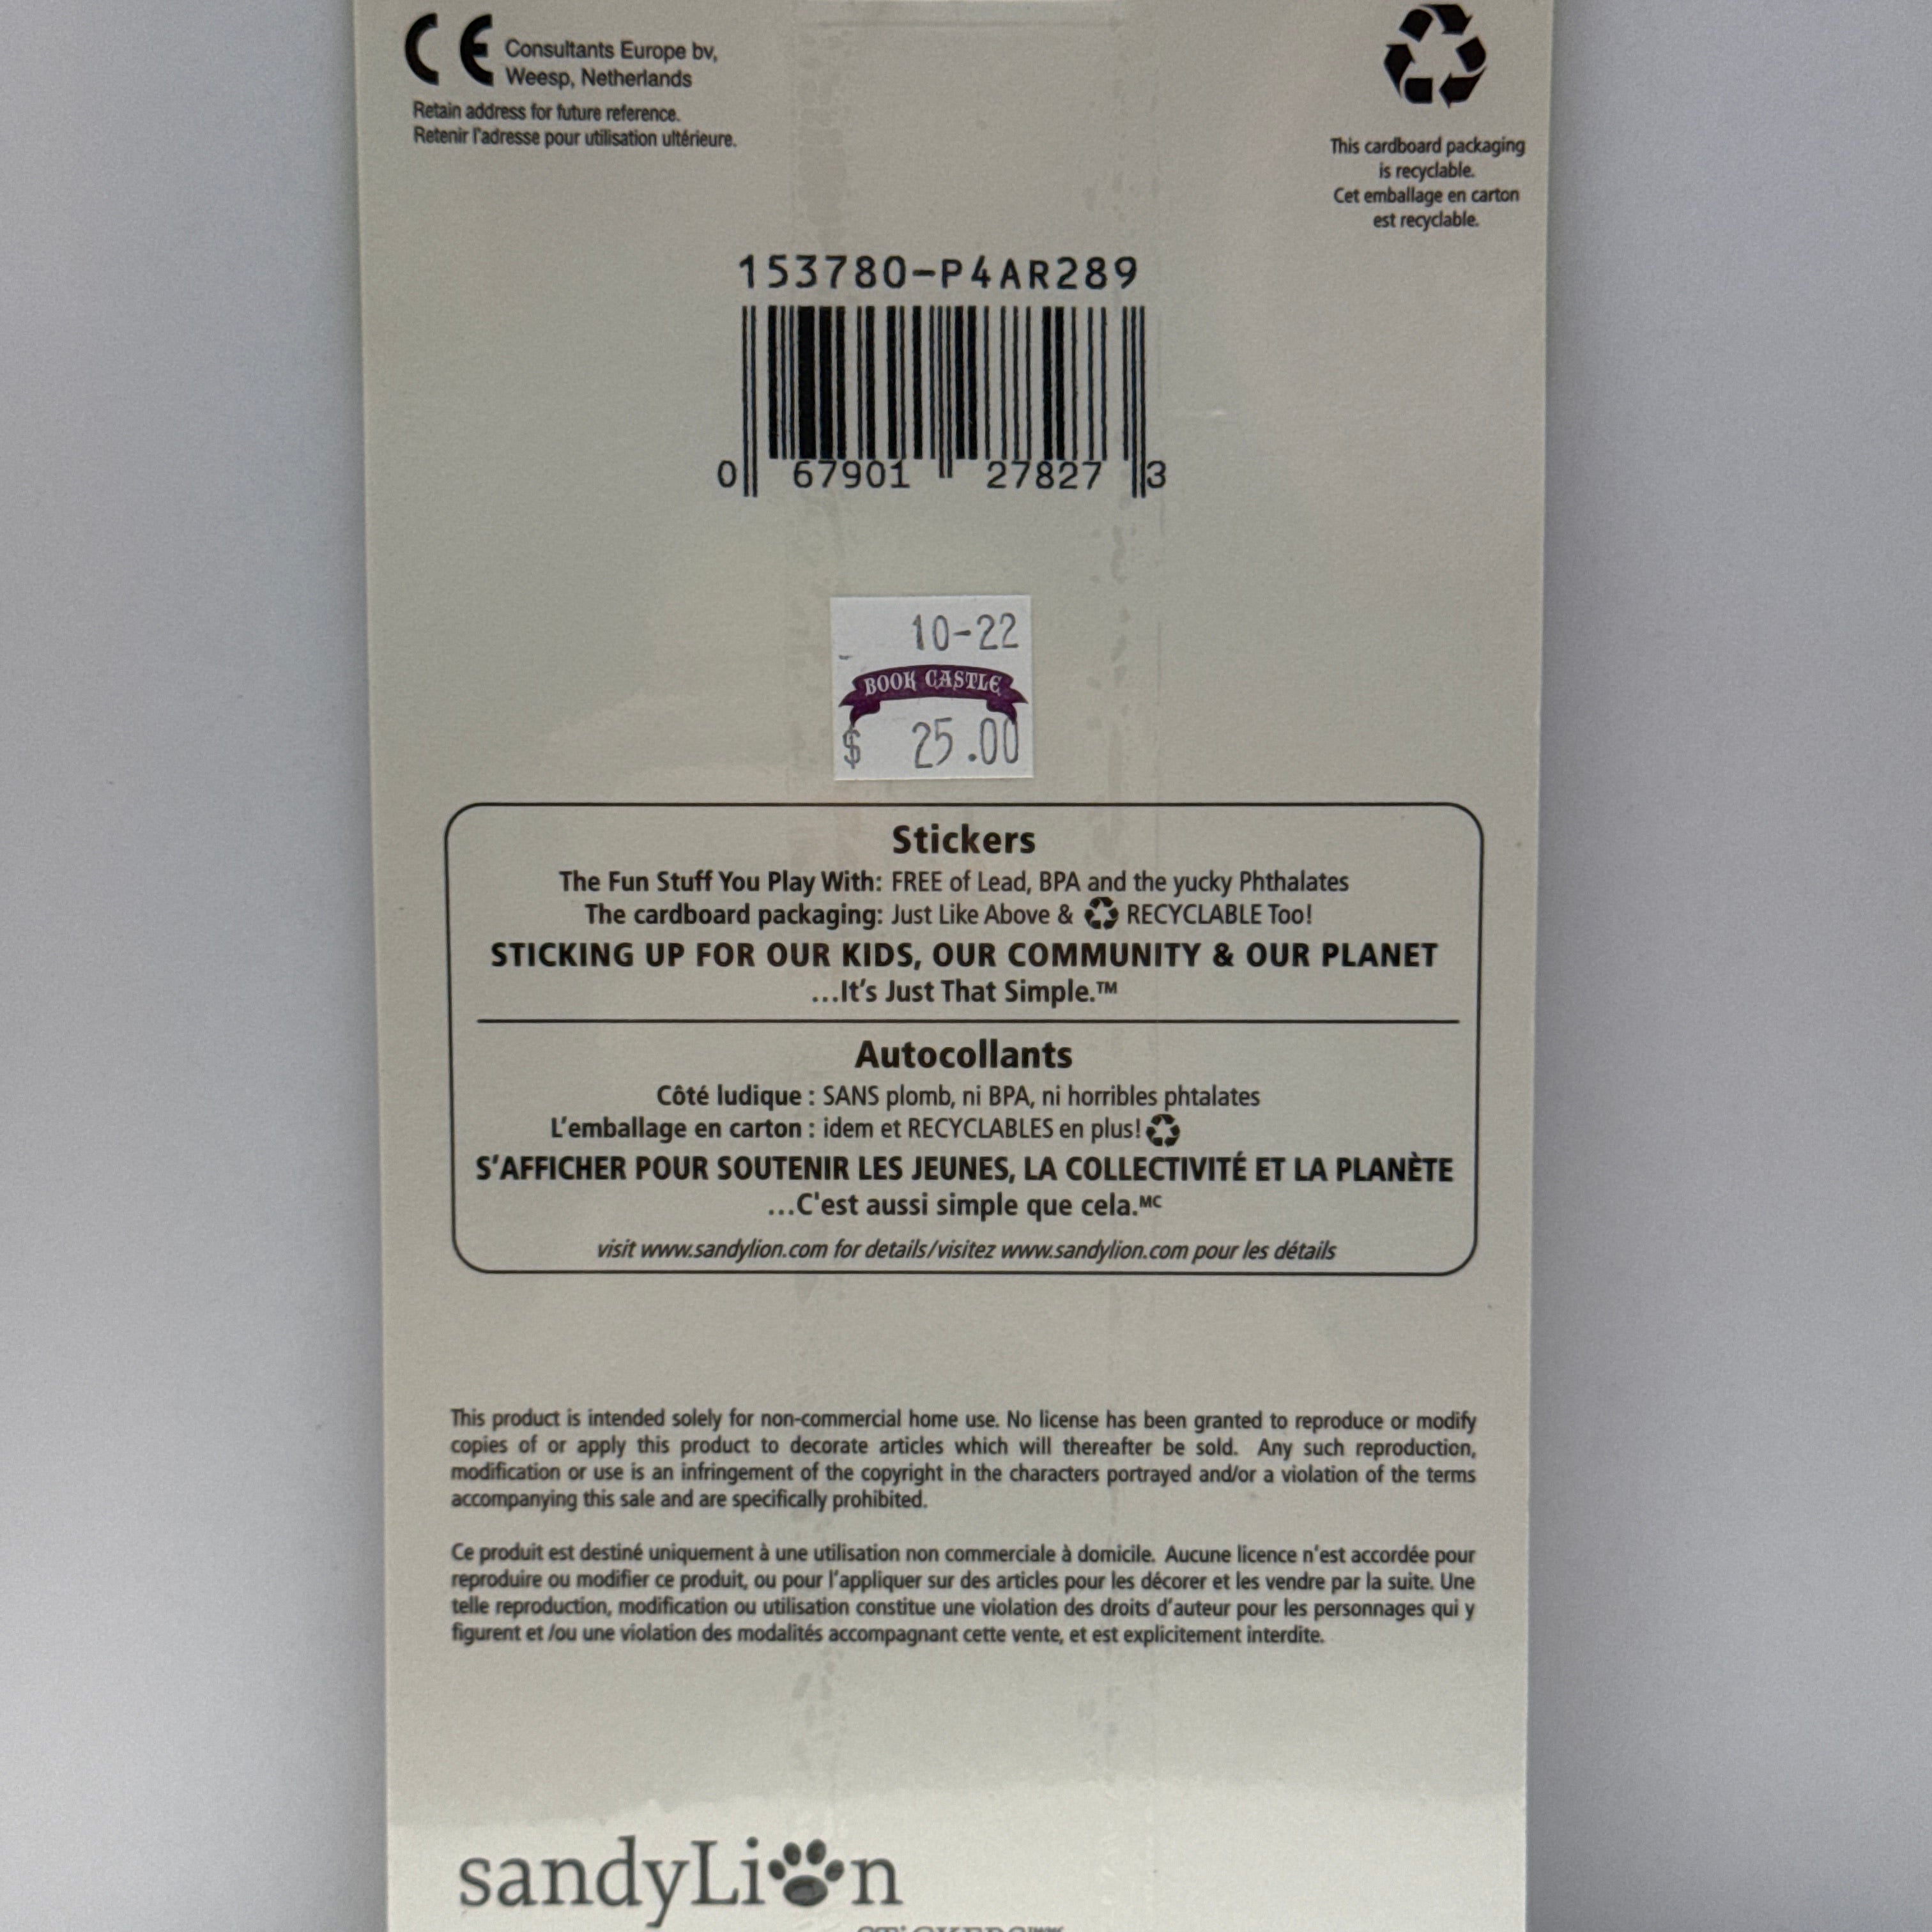 CE Consultants Europe bv,
Weesp, Netherlands
Retain address for future reference.
Retenir l'adresse pour utilisation ultérieure.
This cardboard packaging
is recyclable.
Cet emballage en carton
est recyclable.
153780-P4AR289
0 67901 27827 3
10-22
BOOK CASTLE
$ 25.00
Stickers
The Fun Stuff You Play With: FREE of Lead, BPA and the yucky Phthalates
The cardboard packaging: Just Like Above & RECYCLABLE Too!
STICKING UP FOR OUR KIDS, OUR COMMUNITY & OUR PLANET
...It's Just That Simple.™
Autocollants
Côté ludique : SANS plomb, ni BPA, ni horribles phtalates
L'emballage en carton : idem et RECYCLABLES en plus!
S'AFFICHER POUR SOUTENIR LES JEUNES, LA COLLECTIVITÉ ET LA PLANÈTE
...C'est aussi simple que cela.ᴹᶜ
visit www.sandylion.com for details/visitez www.sandylion.com pour les détails
This product is intended solely for non-commercial home use. No license has been granted to reproduce or modify
copies of or apply this product to decorate articles which will thereafter be sold. Any such reproduction,
modification or use is an infringement of the copyright in the characters portrayed and/or a violation of the terms
accompanying this sale and are specifically prohibited.
Ce produit est destiné uniquement à une utilisation non commerciale à domicile. Aucune licence n'est accordée pour
reproduire ou modifier ce produit, ou pour l'appliquer sur des articles pour les décorer et les vendre par la suite. Une
telle reproduction, modification ou utilisation constitue une violation des droits d'auteur pour les personnages qui y
figurent et /ou une violation des modalités accompagnant cette vente, et est explicitement interdite.
sandyLion